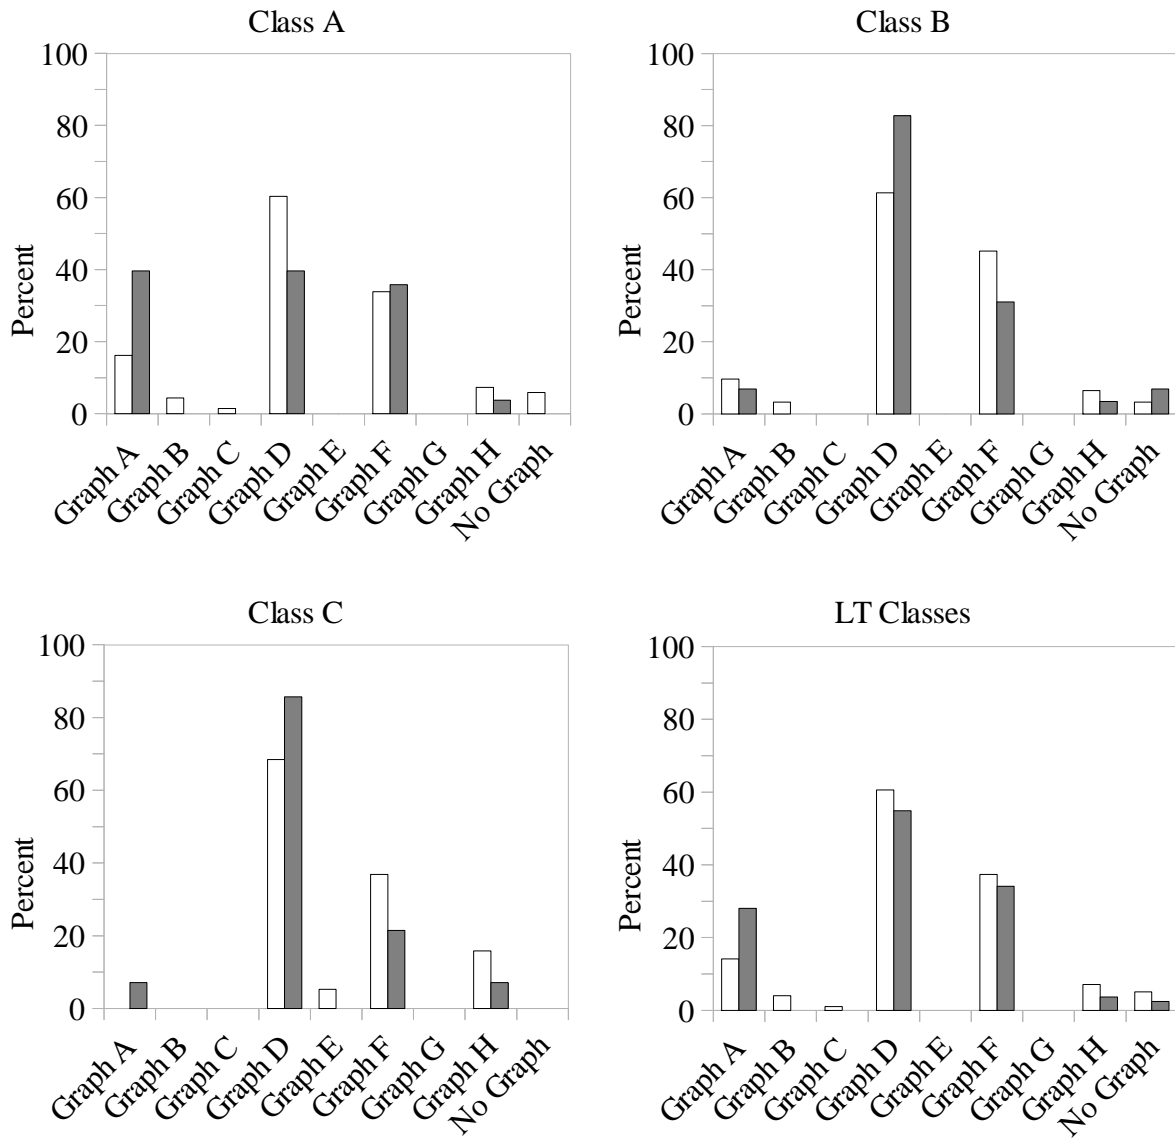 Class A
Percent
100
80
60
40
20
0
Graph A
Graph B
Graph C
Graph D
Graph E
Graph F
Graph G
Graph H
No Graph
Class B
Percent
100
80
60
40
20
0
Graph A
Graph B
Graph C
Graph D
Graph E
Graph F
Graph G
Graph H
No Graph
Class C
Percent
100
80
60
40
20
0
Graph A
Graph B
Graph C
Graph D
Graph E
Graph F
Graph G
Graph H
No Graph
LT Classes
Percent
100
80
60
40
20
0
Graph A
Graph B
Graph C
Graph D
Graph E
Graph F
Graph G
Graph H
No Graph